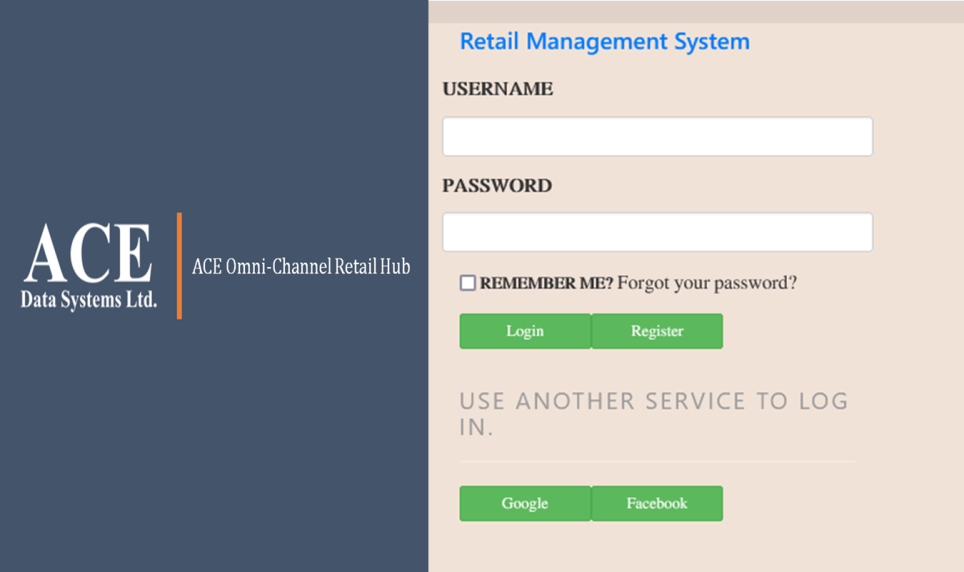 ACE
Data Systems Ltd.
ACE Omni-Channel Retail Hub
Retail Management System
USERNAME
PASSWORD
REMEMBER ME? Forgot your password?
Login
Register
USE ANOTHER SERVICE TO LOG
IN.
Google
Facebook